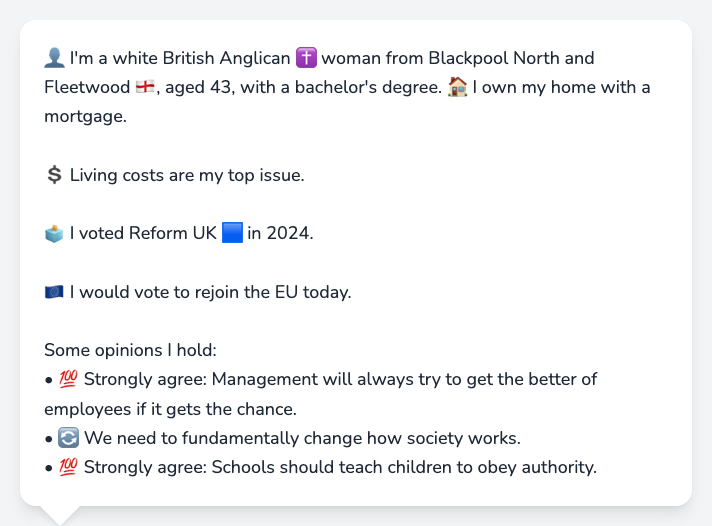 👤 I'm a white British Anglican ✝️ woman from Blackpool North and
Fleetwood 🏴󠁧󠁢󠁥󠁮󠁧󠁿, aged 43, with a bachelor's degree. 🏠 I own my home with a
mortgage.
💲 Living costs are my top issue.
🗳️ I voted Reform UK 🟦 in 2024.
🇪🇺 I would vote to rejoin the EU today.
Some opinions I hold:
• 💯 Strongly agree: Management will always try to get the better of
employees if it gets the chance.
• 🔄 We need to fundamentally change how society works.
• 💯 Strongly agree: Schools should teach children to obey authority.